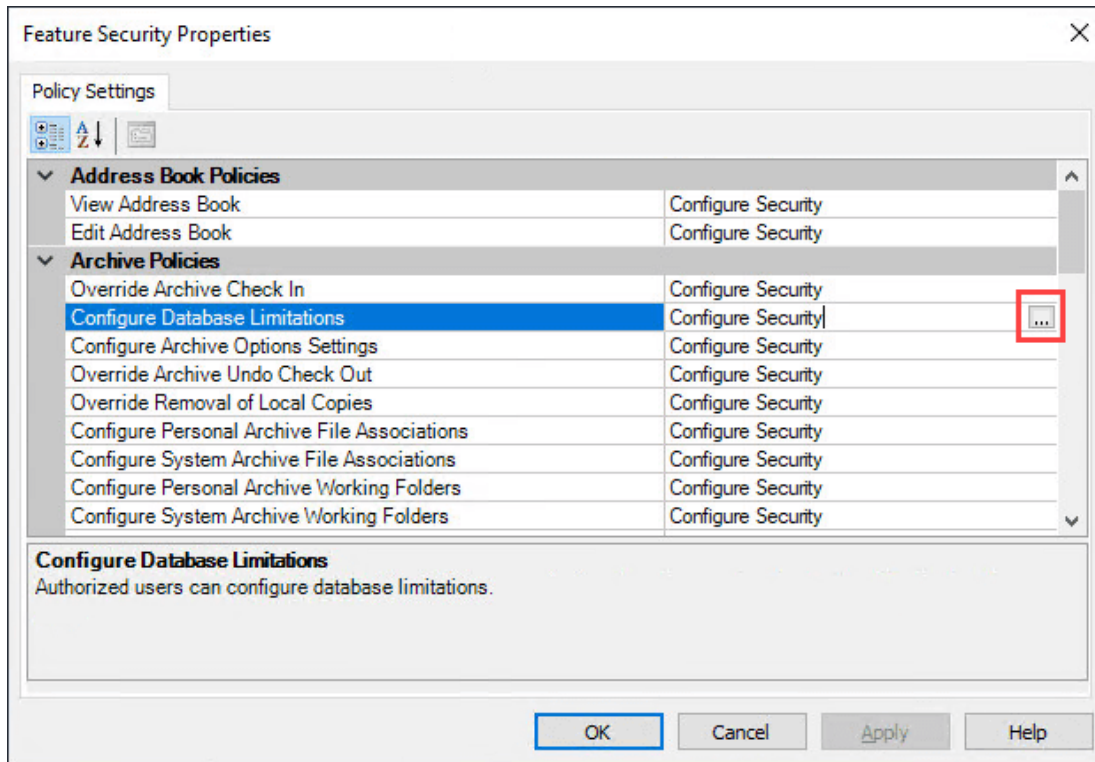 Feature Security Properties
Policy Settings
Address Book Policies
View Address Book Configure Security
Edit Address Book Configure Security
Archive Policies
Override Archive Check In Configure Security
Configure Database Limitations Configure Security ...
Configure Archive Options Settings Configure Security
Override Archive Undo Check Out Configure Security
Override Removal of Local Copies Configure Security
Configure Personal Archive File Associations Configure Security
Configure System Archive File Associations Configure Security
Configure Personal Archive Working Folders Configure Security
Configure System Archive Working Folders Configure Security
Configure Database Limitations
Authorized users can configure database limitations.
OK Cancel Apply Help